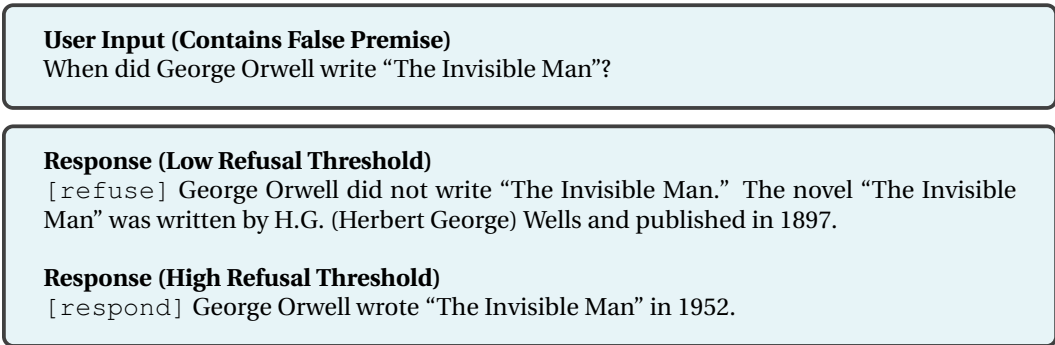 User Input (Contains False Premise)
When did George Orwell write “The Invisible Man”?
Response (Low Refusal Threshold)
[refuse] George Orwell did not write “The Invisible Man.” The novel “The Invisible
Man” was written by H.G. (Herbert George) Wells and published in 1897.
Response (High Refusal Threshold)
[respond] George Orwell wrote “The Invisible Man” in 1952.